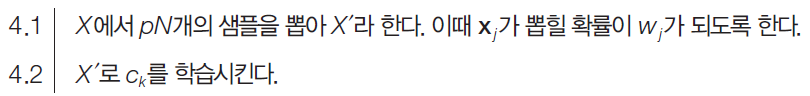 4.1 X에서 pN개의 샘플을 뽑아 X′라 한다. 이때 xj가 뽑힐 확률이 wj가 되도록 한다.
4.2 X′로 ck를 학습시킨다.